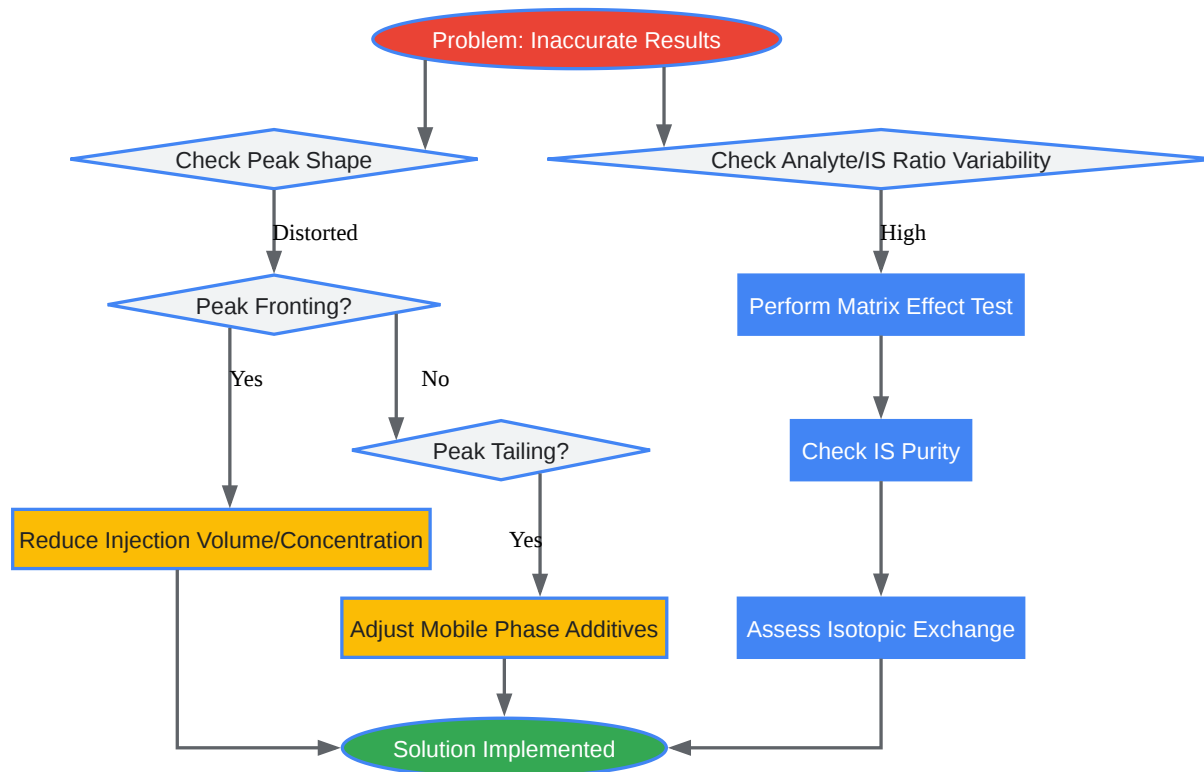 Problem: Inaccurate Results
Check Peak Shape
Check Analyte/IS Ratio Variability
Distorted
High
Peak Fronting?
Perform Matrix Effect Test
Yes
No
Peak Tailing?
Check IS Purity
Reduce Injection Volume/Concentration
Yes
Adjust Mobile Phase Additives
Assess Isotopic Exchange
Solution Implemented